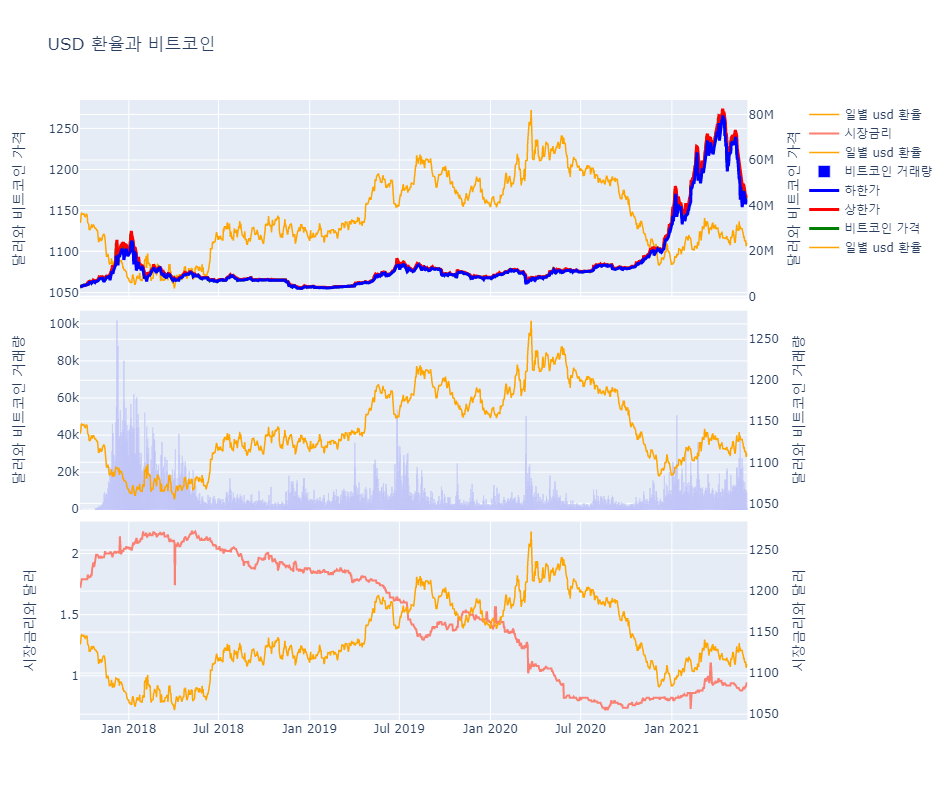 USD 환율과 비트코인
달러와 비트코인 가격
1250
1200
1150
1100
1050
80M
60M
40M
20M
0
달러와 비트코인 가격
일별 usd 환율
시장금리
일별 usd 환율
비트코인 거래량
하한가
상한가
비트코인 가격
일별 usd 환율
달러와 비트코인 거래량
100k
80k
60k
40k
20k
0
1250
1200
1150
1100
1050
달러와 비트코인 거래량
시장금리와 달러
2
1.5
1
1250
1200
1150
1100
1050
시장금리와 달러
Jan 2018
Jul 2018
Jan 2019
Jul 2019
Jan 2020
Jul 2020
Jan 2021